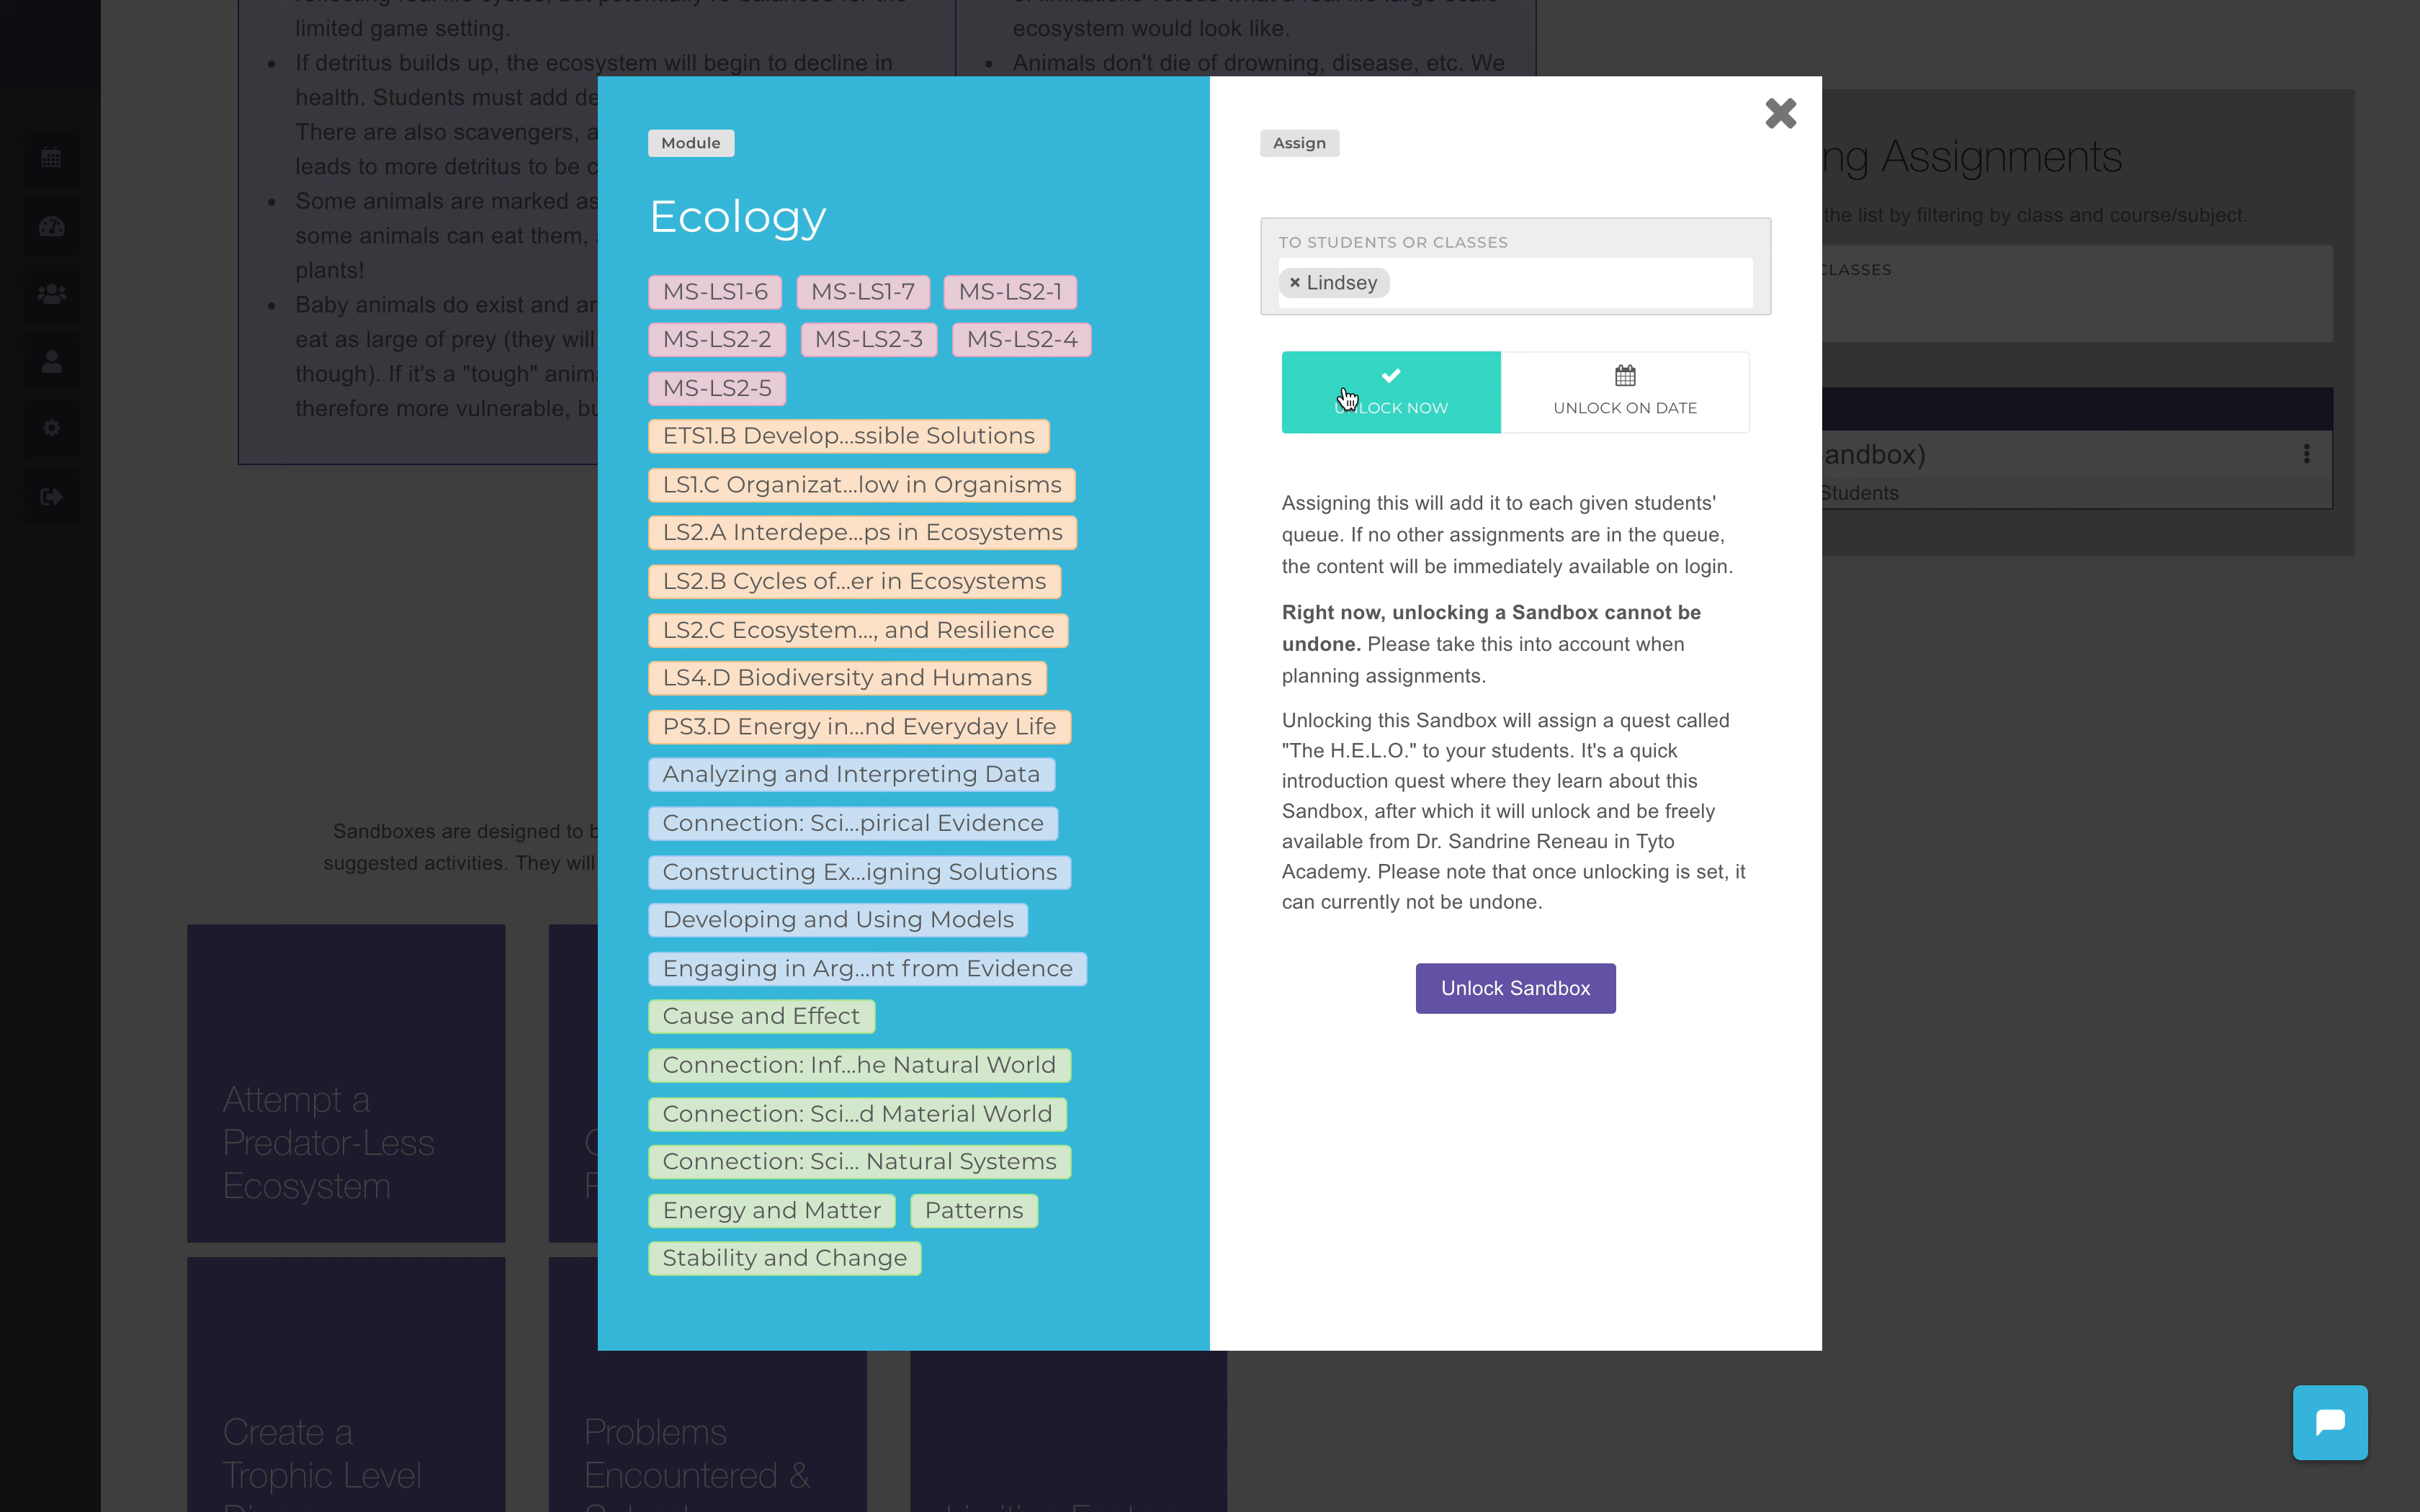 limited game setting.
If detritus builds up, the ecosystem will begin to decline in
health. Students must add de
There are also scavengers, a
leads to more detritus to be c
Some animals are marked as
some animals can eat them,
plants!
Baby animals do exist and ar
eat as large of prey (they will
though). If it's a "tough" anim
therefore more vulnerable, bu
ecosystem would look like.
Animals don't die of drowning, disease, etc. We
Module
Ecology
MS-LS1-6 MS-LS1-7 MS-LS2-1
MS-LS2-2 MS-LS2-3 MS-LS2-4
MS-LS2-5
ETS1.B Develop...ssible Solutions
LS1.C Organizat...low in Organisms
LS2.A Interdepe...ps in Ecosystems
LS2.B Cycles of...er in Ecosystems
LS2.C Ecosystem..., and Resilience
LS4.D Biodiversity and Humans
PS3.D Energy in...nd Everyday Life
Analyzing and Interpreting Data
Connection: Sci...pirical Evidence
Constructing Ex...igning Solutions
Developing and Using Models
Engaging in Arg...nt from Evidence
Cause and Effect
Connection: Inf...he Natural World
Connection: Sci...d Material World
Connection: Sci... Natural Systems
Energy and Matter Patterns
Stability and Change
Assign
TO STUDENTS OR CLASSES
× Lindsey
UNLOCK NOW
UNLOCK ON DATE
Assigning this will add it to each given students'
queue. If no other assignments are in the queue,
the content will be immediately available on login.
Right now, unlocking a Sandbox cannot be
undone. Please take this into account when
planning assignments.
Unlocking this Sandbox will assign a quest called
"The H.E.L.O." to your students. It's a quick
introduction quest where they learn about this
Sandbox, after which it will unlock and be freely
available from Dr. Sandrine Reneau in Tyto
Academy. Please note that once unlocking is set, it
can currently not be undone.
Unlock Sandbox
ng Assignments
the list by filtering by class and course/subject.
CLASSES
andbox)
Students
Sandboxes are designed to b
suggested activities. They will
Attempt a
Predator-Less
Ecosystem
Create a
Trophic Level
Problems
Encountered &